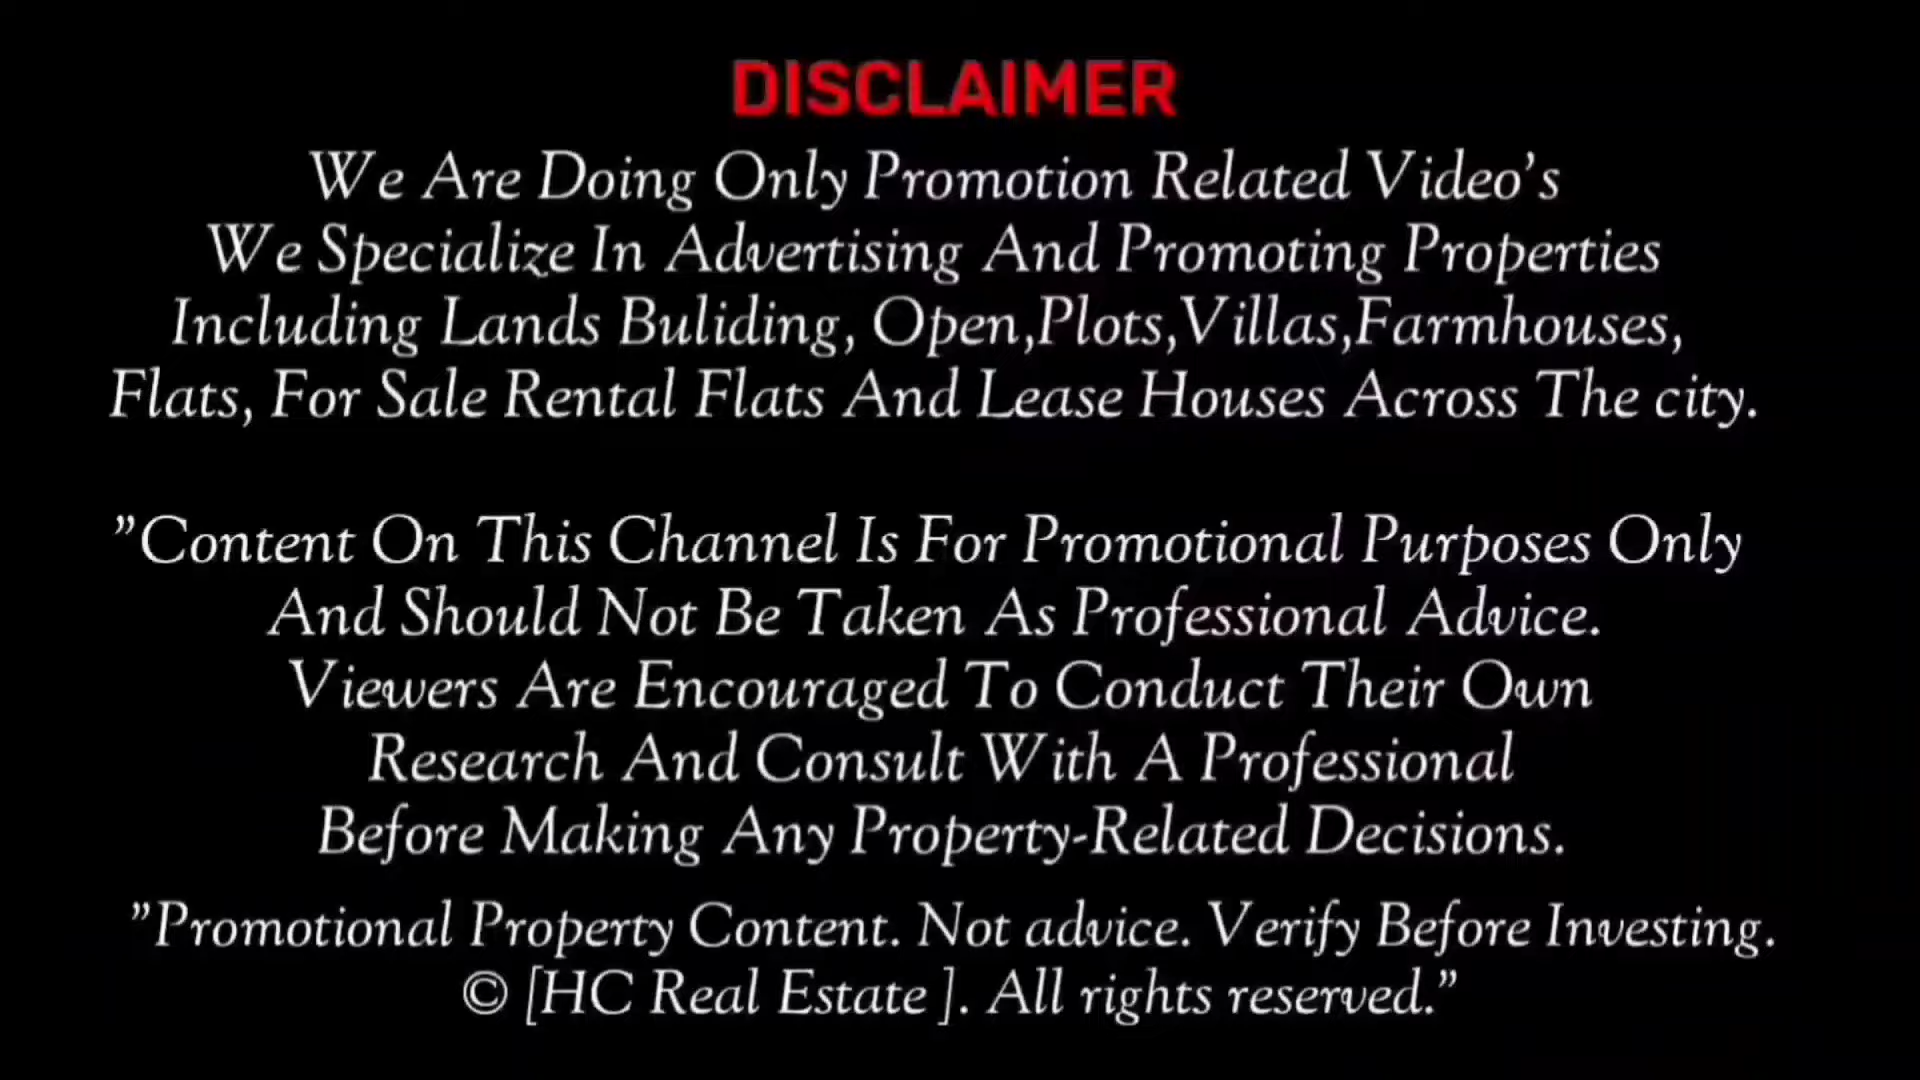 DISCLAIMER
We Are Doing Only Promotion Related Video's
We Specialize In Advertising And Promoting Properties
Including Lands Buliding, Open,Plots,Villas,Farmhouses,
Flats, For Sale Rental Flats And Lease Houses Across The city.
"Content On This Channel Is For Promotional Purposes Only
And Should Not Be Taken As Professional Advice.
Viewers Are Encouraged To Conduct Their Own
Research And Consult With A Professional
Before Making Any Property-Related Decisions.
"Promotional Property Content. Not advice. Verify Before Investing.
© [HC Real Estate ]. All rights reserved."